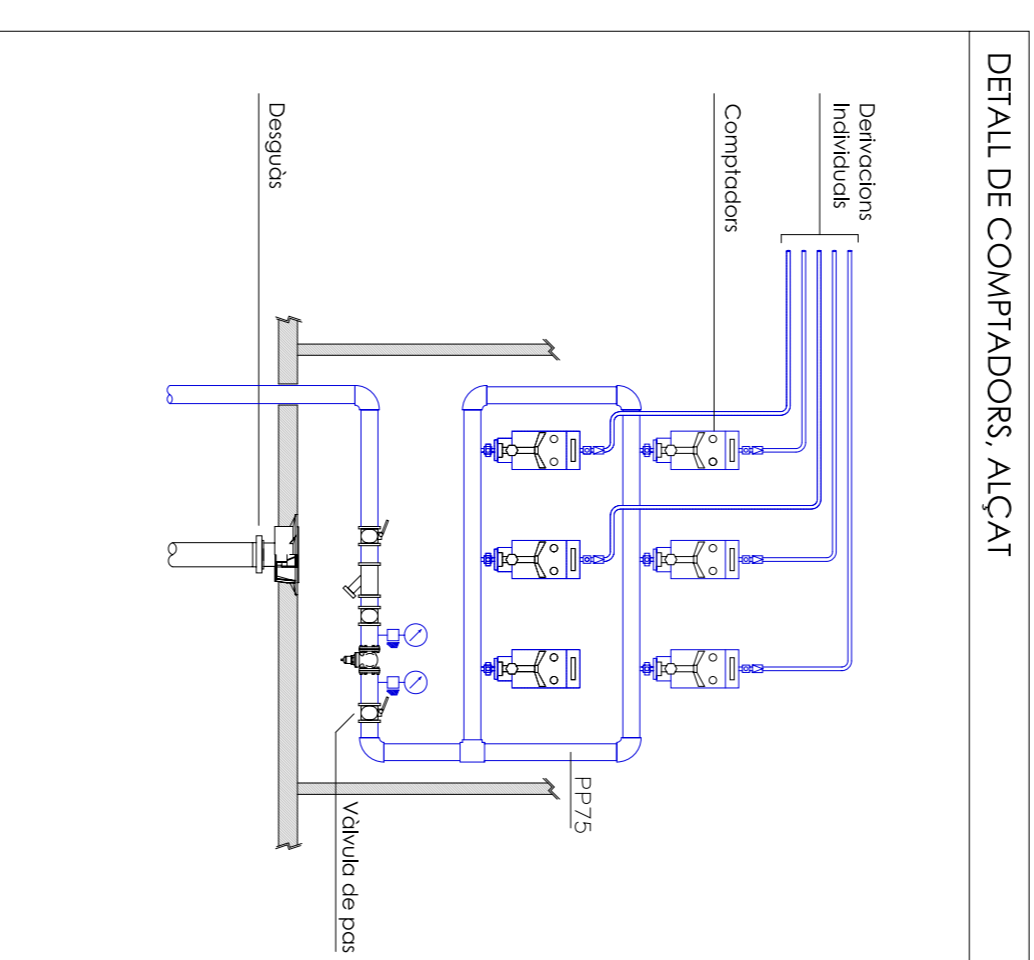 DETALL DE COMPTADORS, ALÇAT
Derivacions
Individuals
Comptadors
PP75
Vàlvula de pas
Desguàs